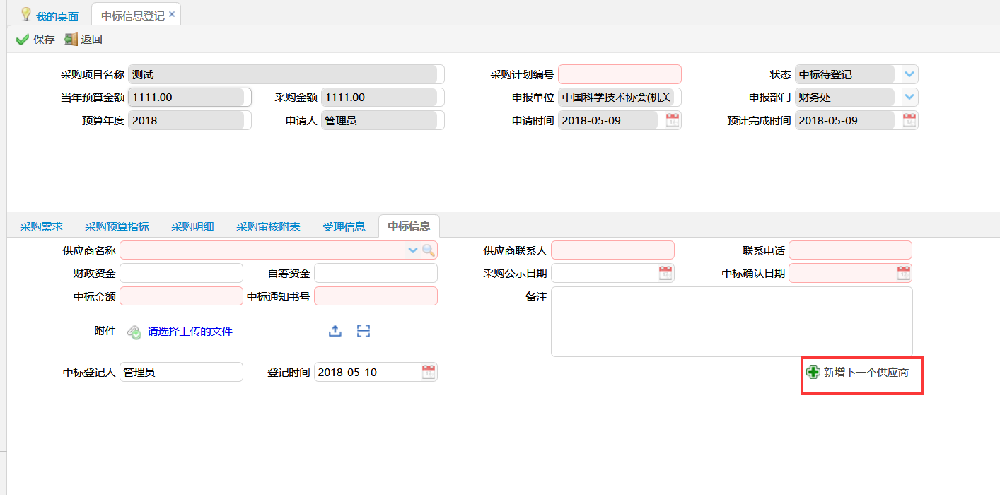 我的桌面 中标信息登记
保存 返回
采购项目名称 测试 采购计划编号 状态 中标待登记
当年预算金额 1111.00 采购金额 1111.00 申报单位 中国科学技术协会(机关 申报部门 财务处
预算年度 2018 申请人 管理员 申请时间 2018-05-09 预计完成时间 2018-05-09
采购需求 采购预算指标 采购明细 采购审核附表 受理信息 中标信息
供应商名称 供应商联系人 联系电话
财政资金 自筹资金 采购公示日期 中标确认日期
中标金额 中标通知书号 备注
附件 请选择上传的文件
中标登记人 管理员 登记时间 2018-05-10 新增下一个供应商